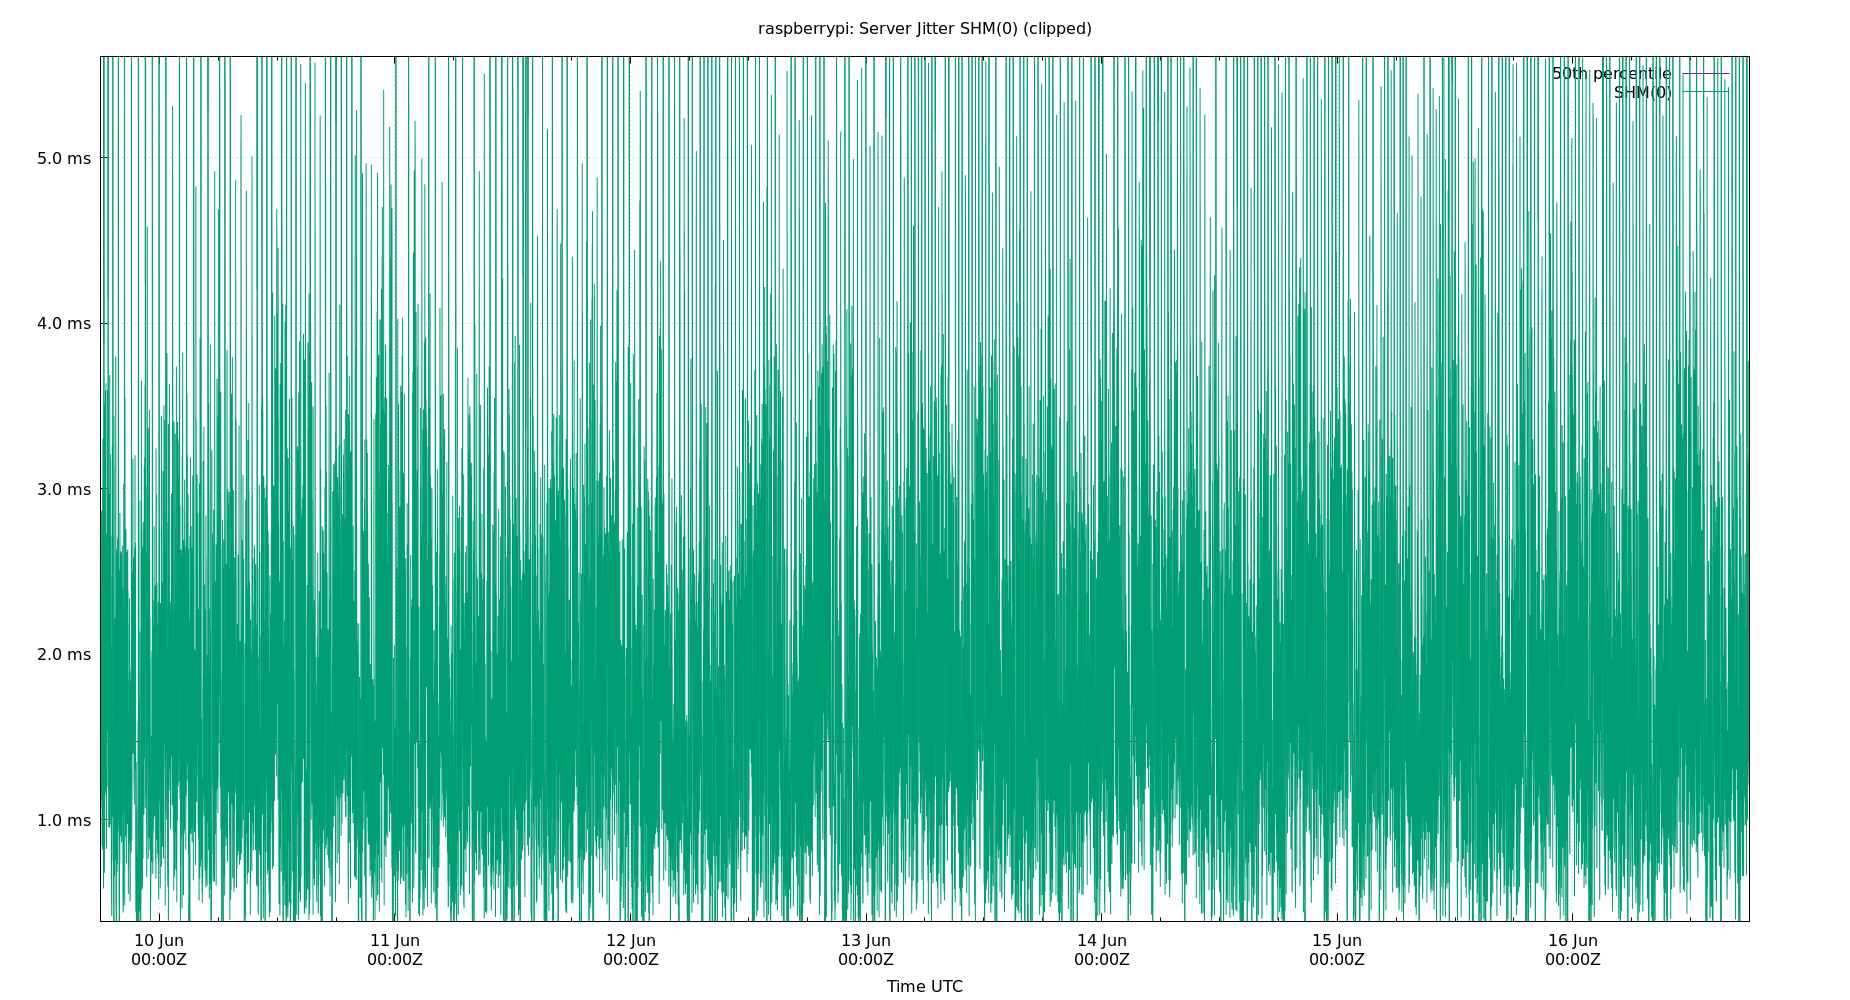 raspberrypi: Server Jitter SHM(0) (clipped)
50th percentile
SHM(0)
5.0 ms
4.0 ms
3.0 ms
2.0 ms
1.0 ms
10 Jun 11 Jun 12 Jun 13 Jun 14 Jun 15 Jun 16 Jun
00:00Z 00:00Z 00:00Z 00:00Z 00:00Z 00:00Z 00:00Z
Time UTC